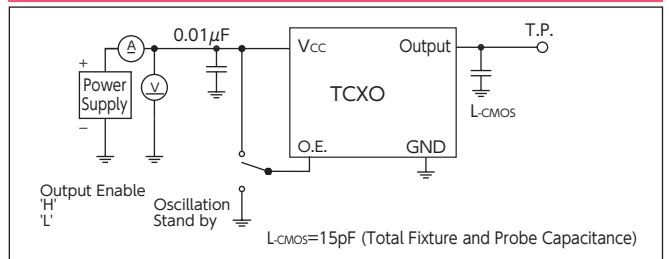 0.01μF
T.P.
Vcc
Output
A
+
Power
Supply
V
−
TCXO
L-CMOS
O.E.
GND
Output Enable
'H' Oscillation
'L' Stand by
L-CMOS=15pF (Total Fixture and Probe Capacitance)